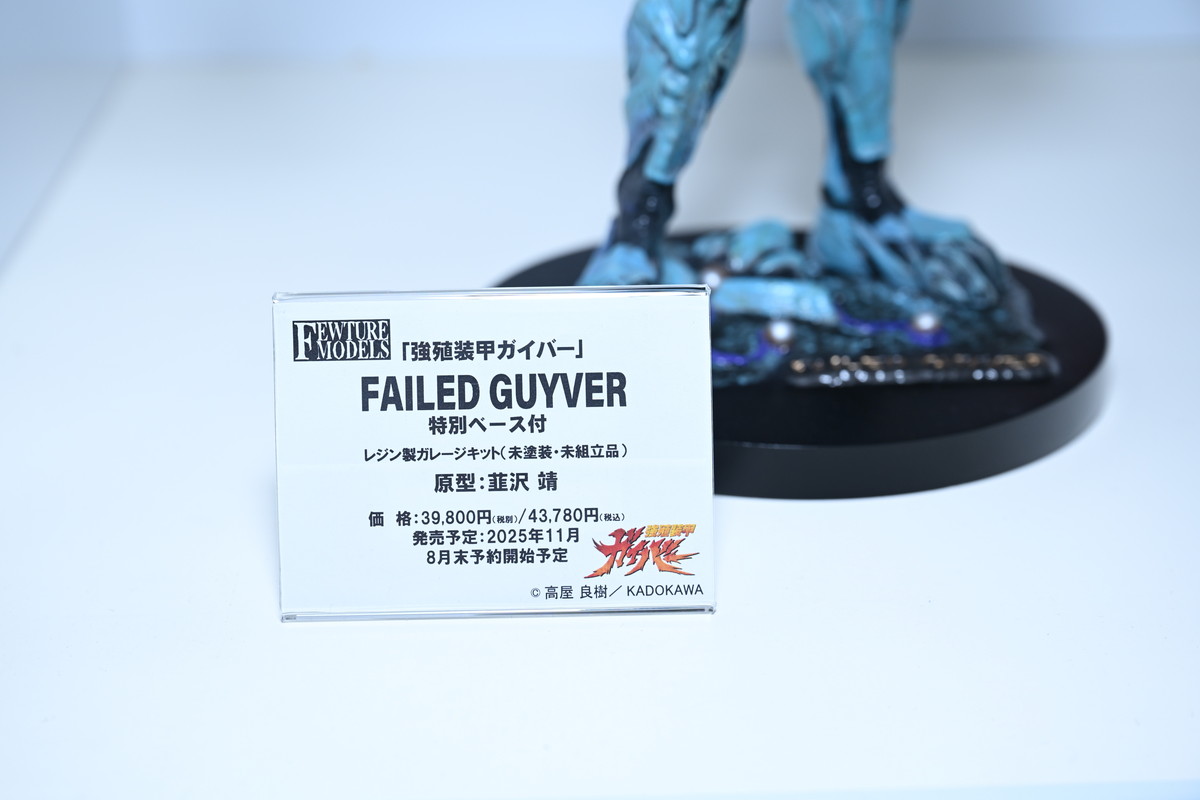 FEWTURE MODELS
「強殖装甲ガイバー」
FAILED GUYVER
特別ベース付
レジン製ガレージキット(未塗装・未組立品)
原型:韮沢 靖
価 格:39,800円(税別)/43,780円(税込)
発売予定:2025年11月
8月末予約開始予定
強殖装甲
ガイバー
© 高屋 良樹／ KADOKAWA